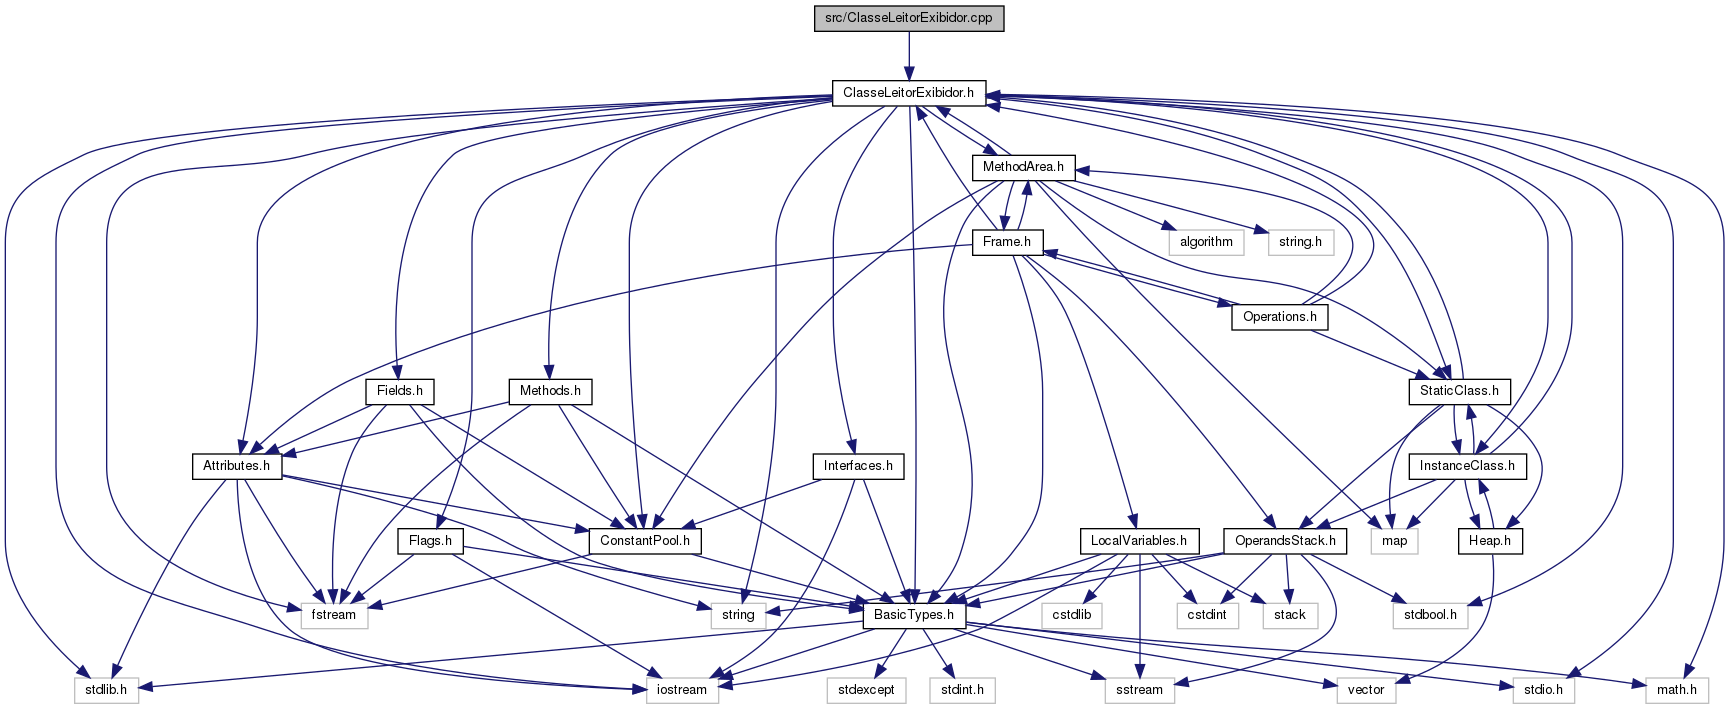 src/ClasseLeitorExibidor.cpp
ClasseLeitorExibidor.h
MethodArea.h
Frame.h
algorithm
string.h
Operations.h
Fields.h
Methods.h
StaticClass.h
Attributes.h
Interfaces.h
InstanceClass.h
Flags.h
ConstantPool.h
LocalVariables.h
OperandsStack.h
map
Heap.h
fstream
string
BasicTypes.h
cstdlib
cstdint
stack
stdbool.h
stdlib.h
iostream
stdexcept
stdint.h
sstream
vector
stdio.h
math.h